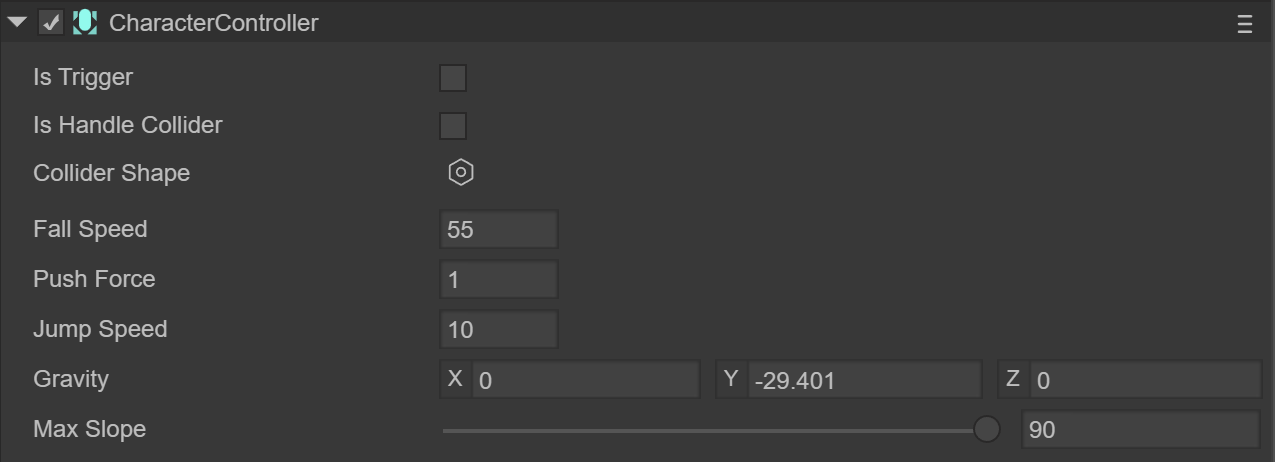 CharacterController
Is Trigger
Is Handle Collider
Collider Shape
Fall Speed 55
Push Force 1
Jump Speed 10
Gravity X 0 Y -29.401 Z 0
Max Slope 90